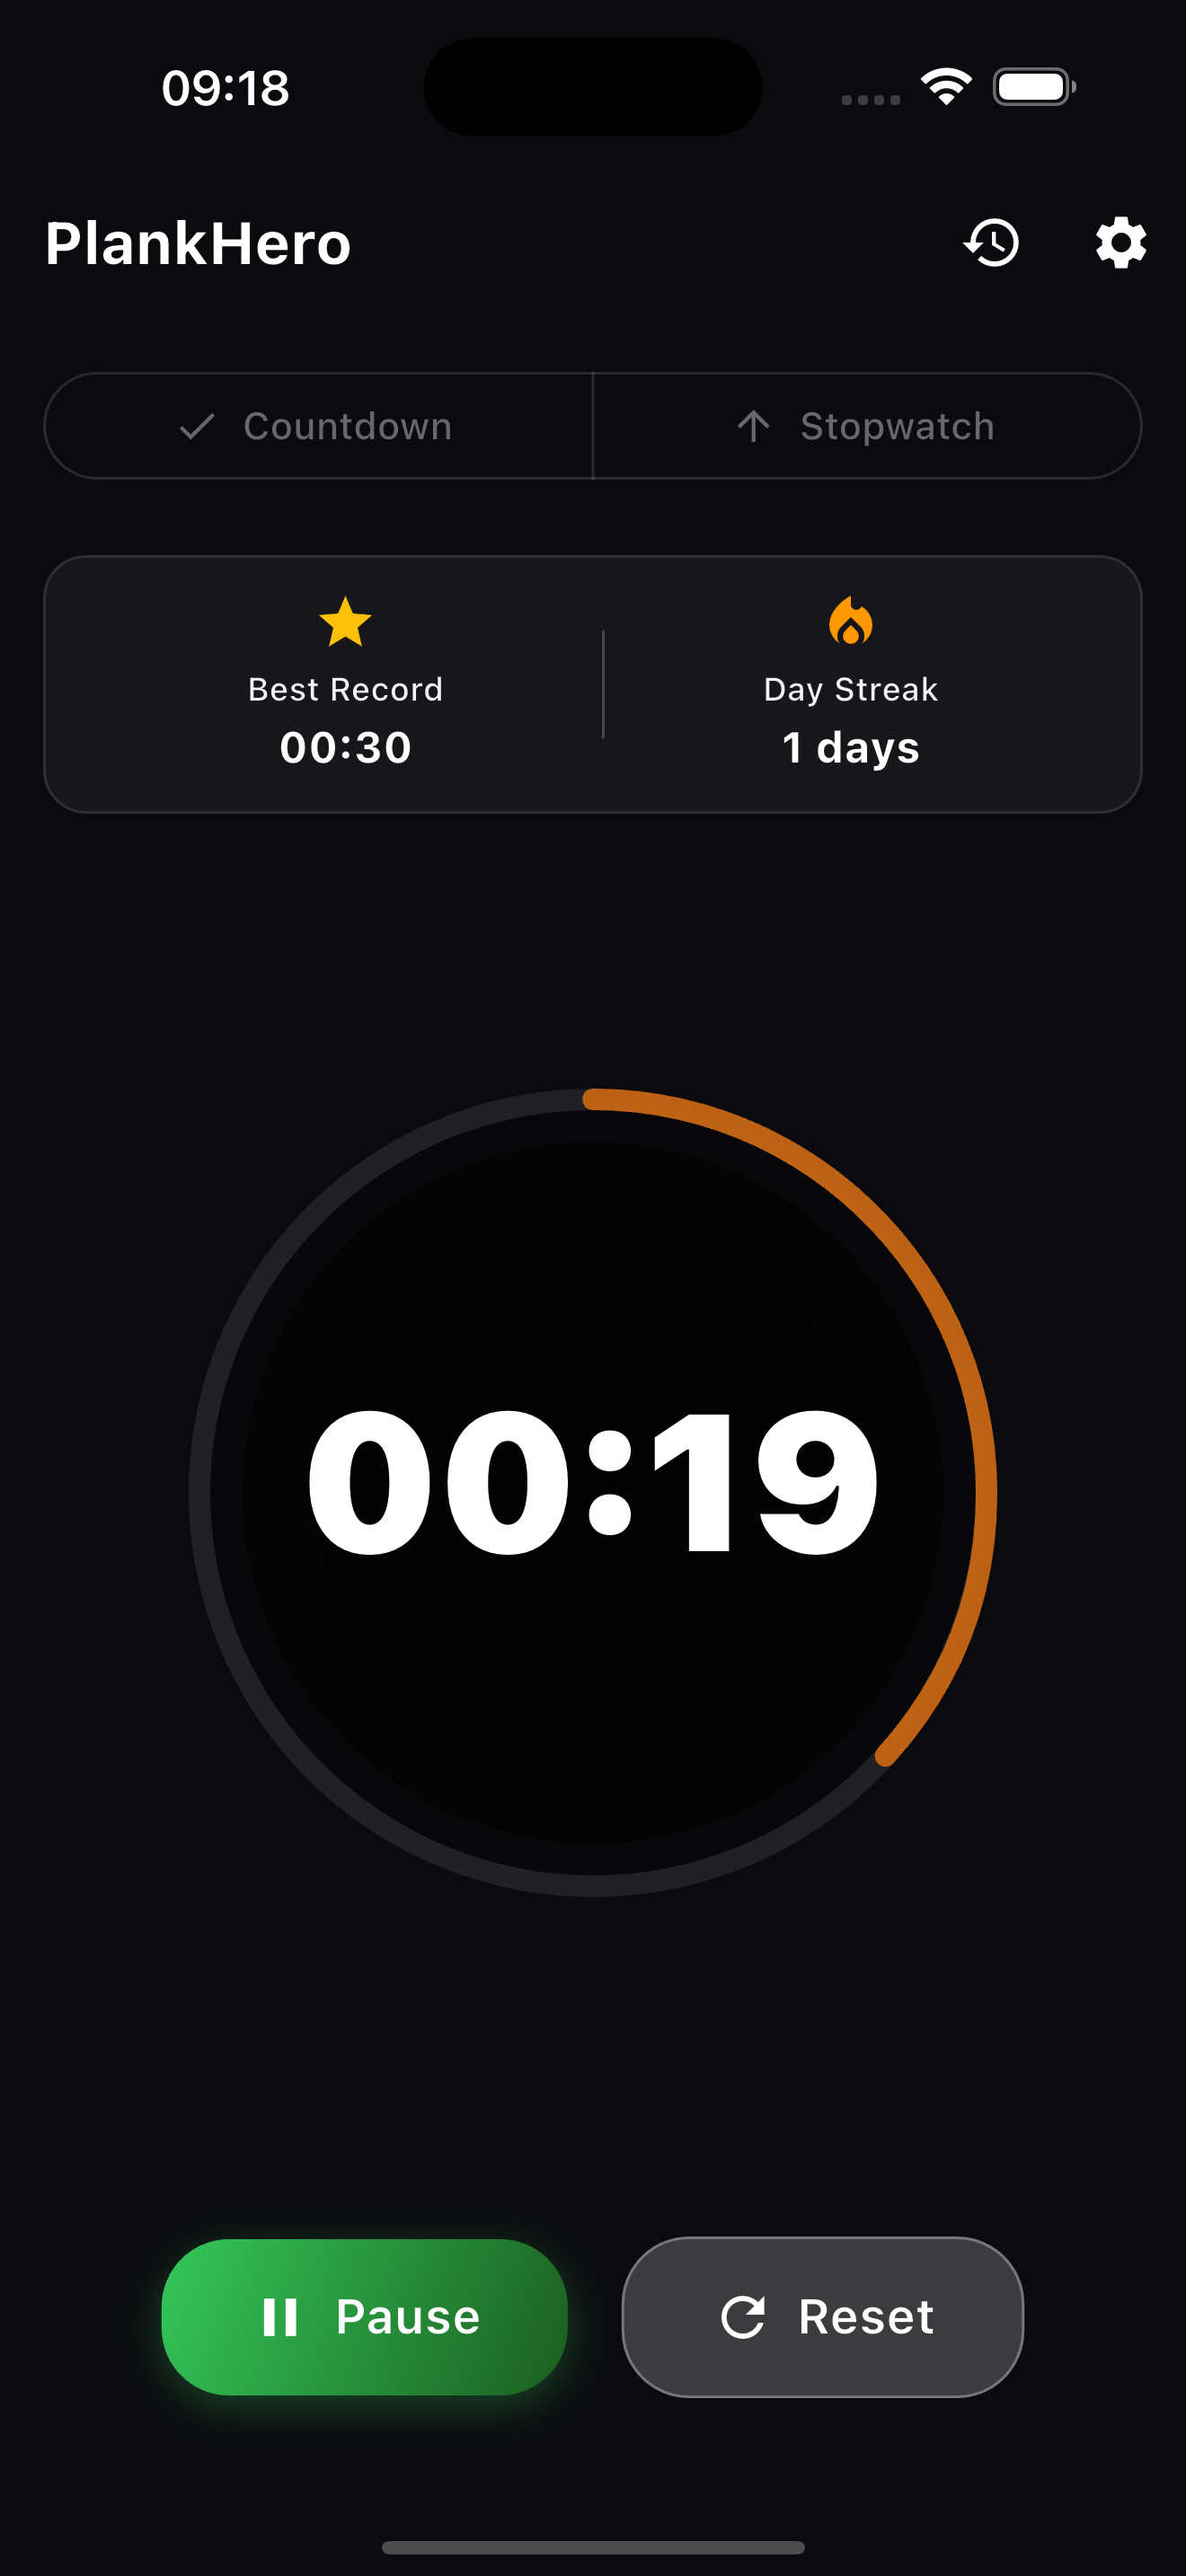 09:18
PlankHero
Countdown
Stopwatch
Best Record
00:30
Day Streak
1 days
00:19
Pause
Reset